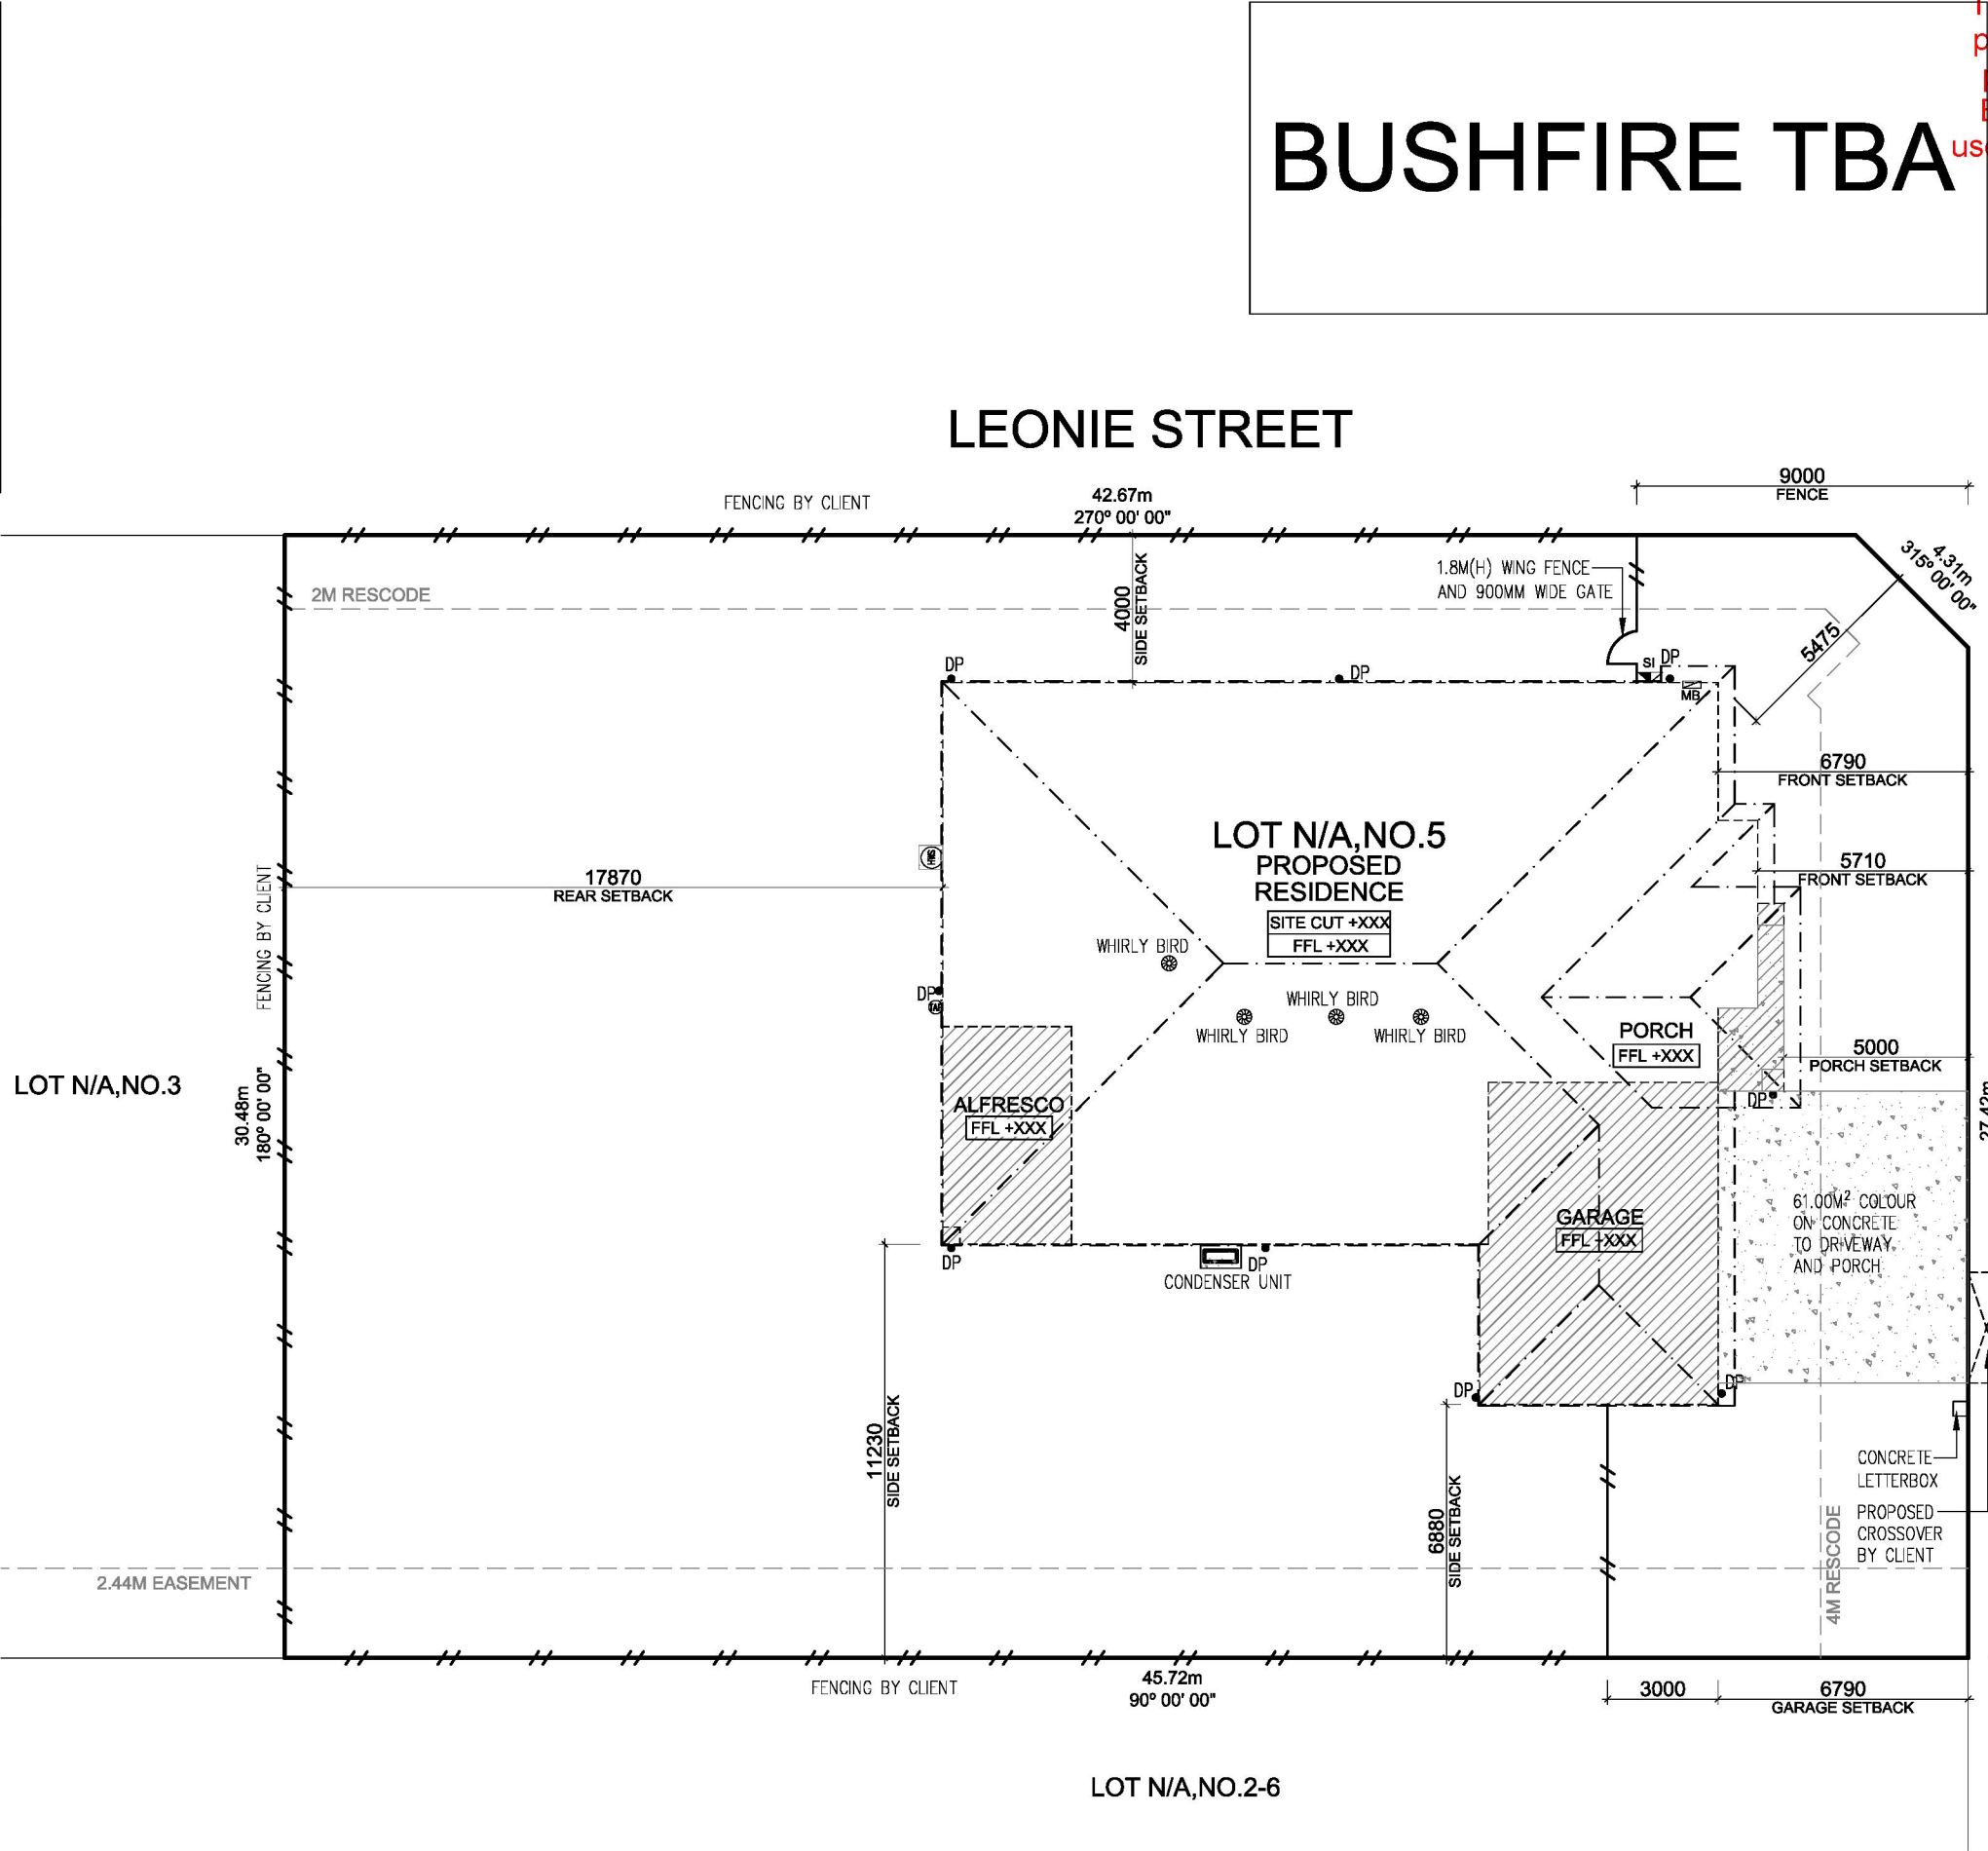 BUSHFIRE TBA
LEONIE STREET
9000
FENCE
FENCING BY CLIENT
42.67m
270° 00' 00"
4.31m
315° 00' 00"
1.8M(H) WING FENCE
AND 900MM WIDE GATE
2M RESCODE
4000
SIDE SETBACK
5475
DP
DP
SI
DP
MB
6790
FRONT SETBACK
LOT N/A,NO.5
PROPOSED
RESIDENCE
SITE CUT +XXX
FFL +XXX
5710
FRONT SETBACK
HWS
17870
REAR SETBACK
FENCING BY CLIENT
WHIRLY BIRD
WHIRLY BIRD
WHIRLY BIRD
WHIRLY BIRD
DP
TAP
PORCH
FFL +XXX
5000
PORCH SETBACK
LOT N/A,NO.3
30.48m
180° 00' 00"
27.42m
ALFRESCO
FFL +XXX
DP
61.00M² COLOUR
ON CONCRETE
TO DRIVEWAY
AND PORCH
GARAGE
FFL +XXX
DP
DP
CONDENSER UNIT
DP
DP
11230
SIDE SETBACK
6880
SIDE SETBACK
CONCRETE
LETTERBOX
PROPOSED
CROSSOVER
BY CLIENT
4M RESCODE
2.44M EASEMENT
FENCING BY CLIENT
45.72m
90° 00' 00"
3000
6790
GARAGE SETBACK
LOT N/A,NO.2-6